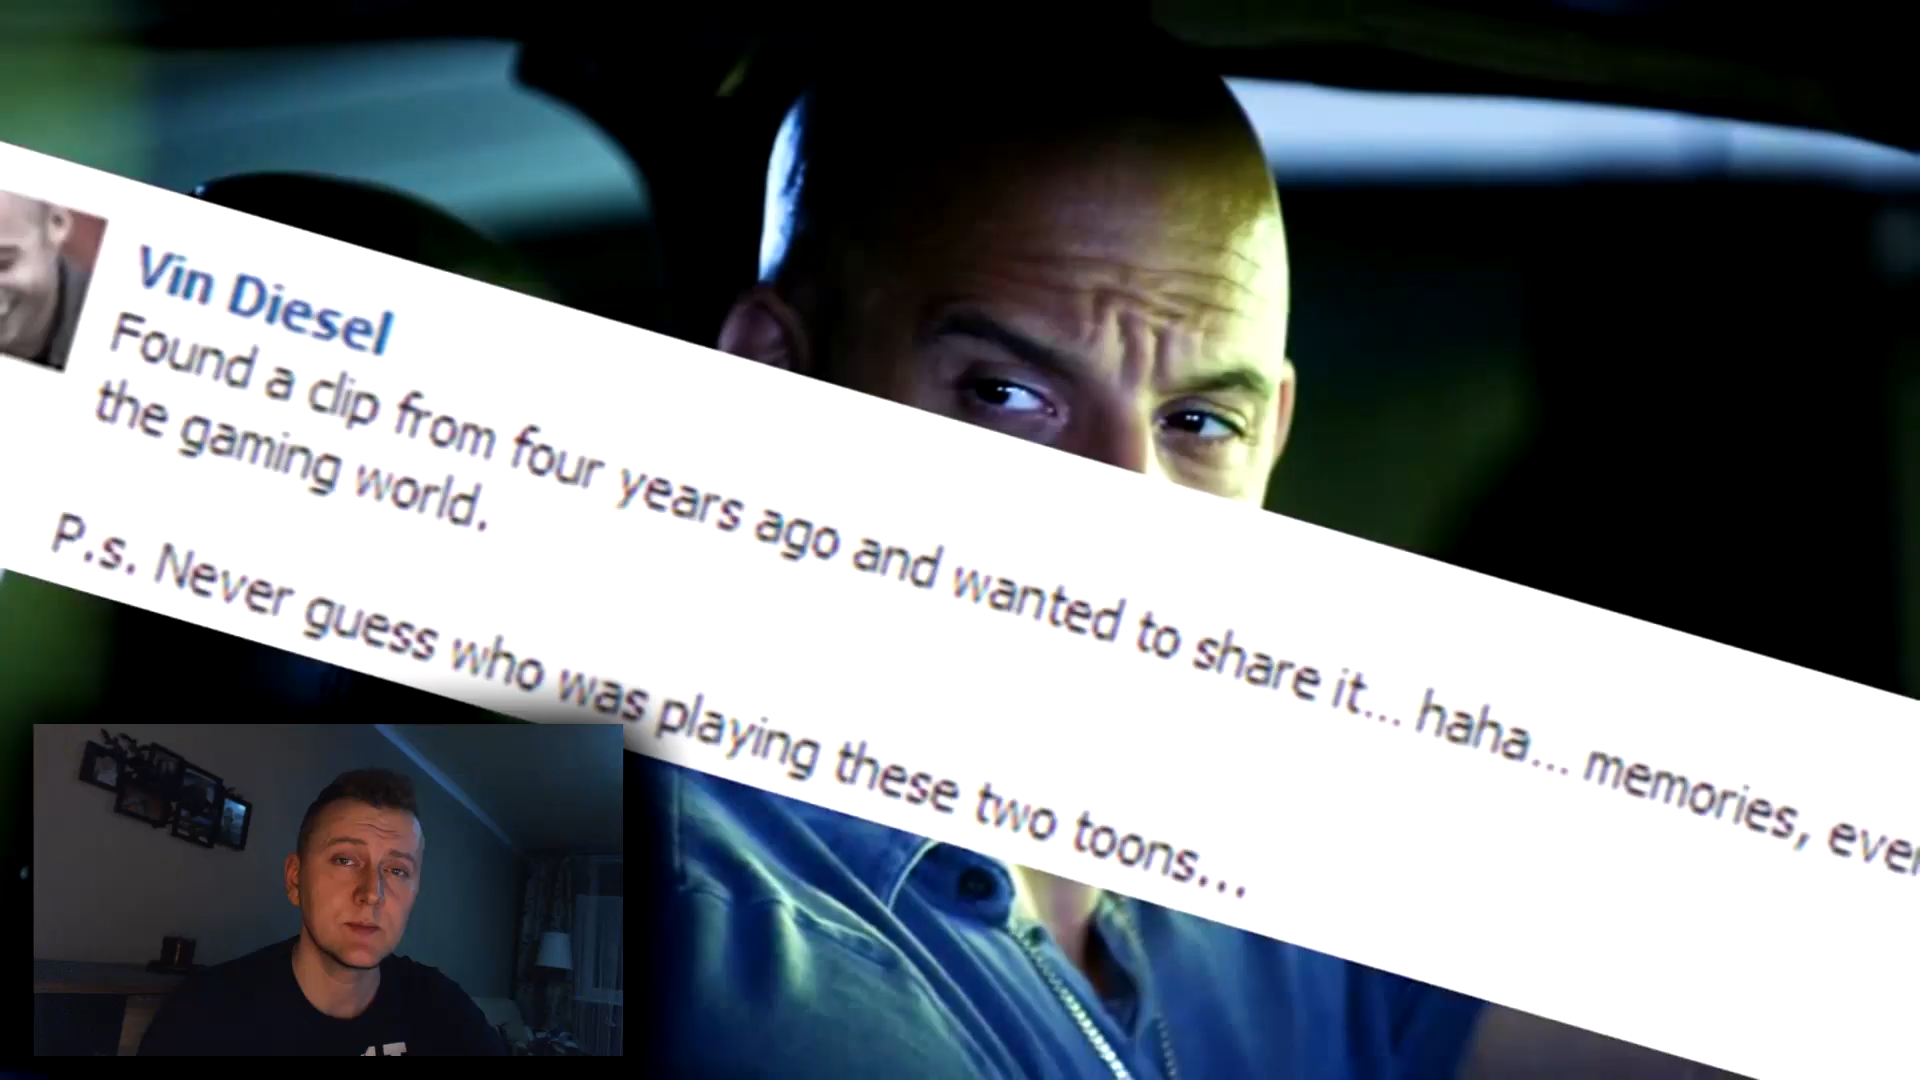 Vin Diesel
Found a clip from four years ago and wanted to share it... haha... memories, even
the gaming world.
P.s. Never guess who was playing these two toons...